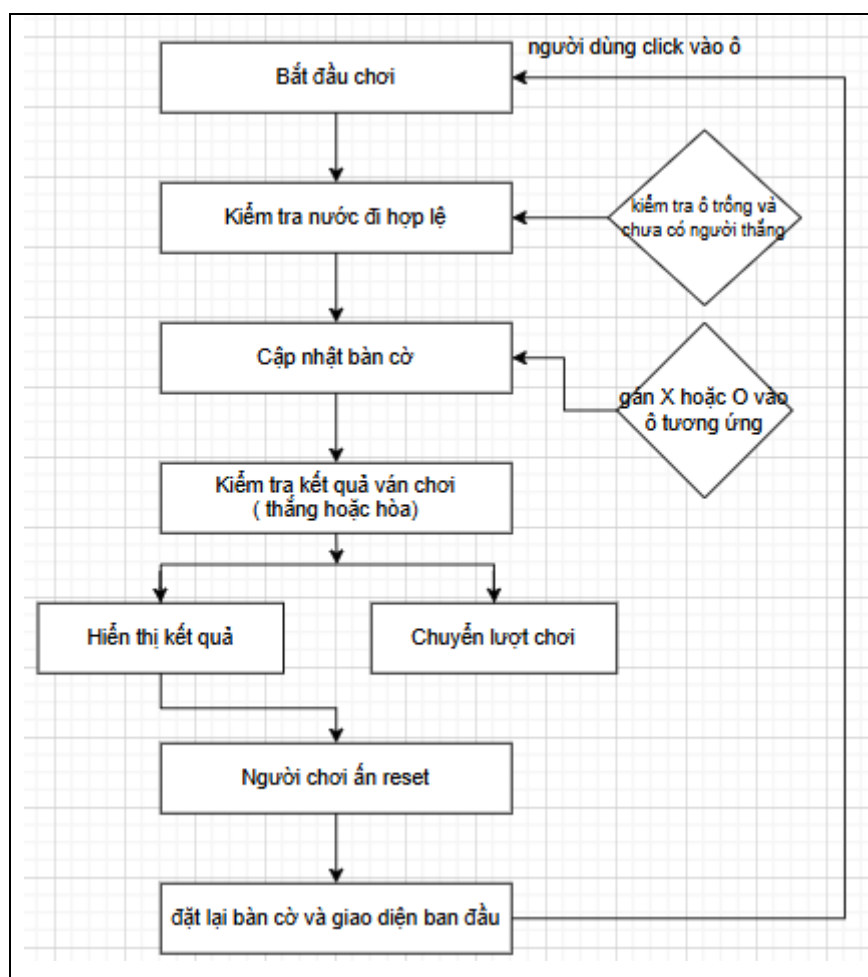 người dùng click vào ô
Bắt đầu chơi
Kiểm tra nước đi hợp lệ
kiểm tra ô trống và
chưa có người thắng
Cập nhật bàn cờ
gán X hoặc O vào
ô tương ứng
Kiểm tra kết quả ván chơi
( thắng hoặc hòa)
Hiển thị kết quả
Chuyển lượt chơi
Người chơi ấn reset
đặt lại bàn cờ và giao diện ban đầu